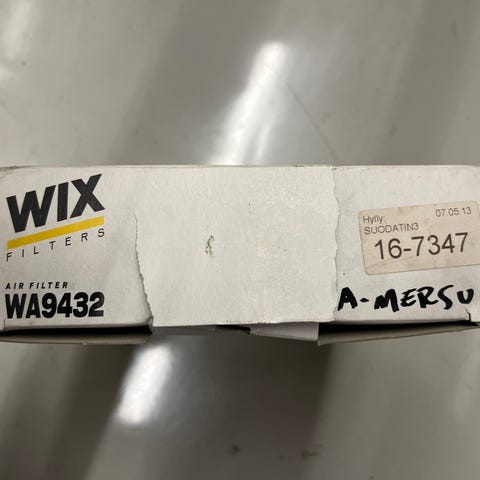 WIX
FILTERS
AIR FILTER
WA9432
Hylly: 07.05.13
SUODATIN3
16-7347
A-MERSU